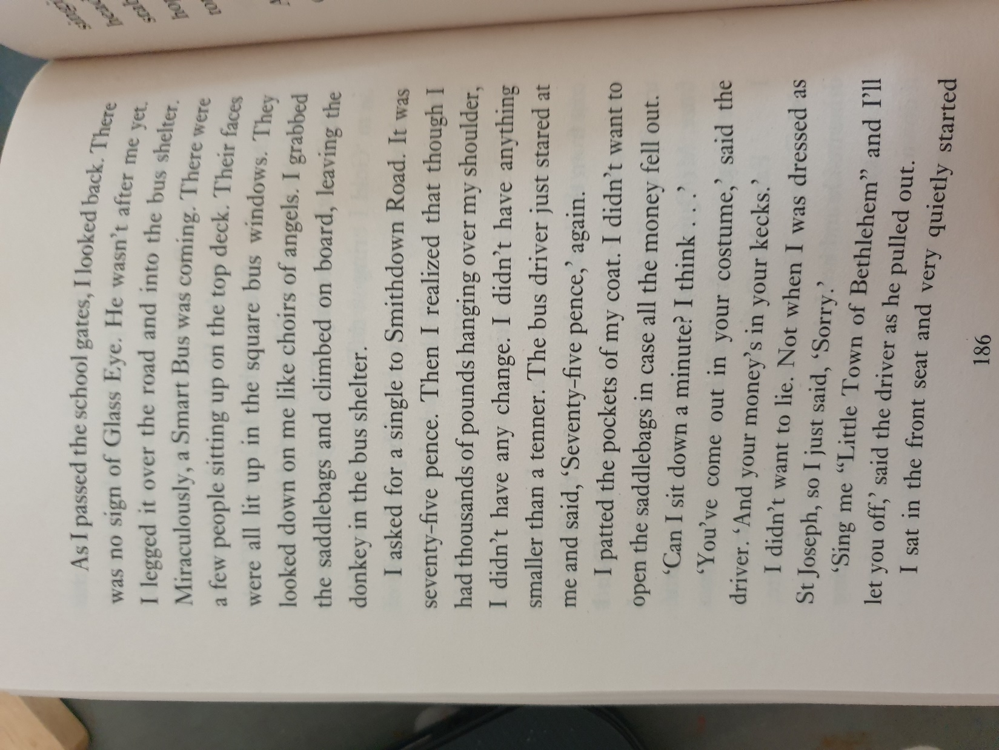 As I passed the school gates, I looked back. There
was no sign of Glass Eye. He wasn't after me yet.
I legged it over the road and into the bus shelter.
Miraculously, a Smart Bus was coming. There were
a few people sitting up on the top deck. Their faces
were all lit up in the square bus windows. They
looked down on me like choirs of angels. I grabbed
the saddlebags and climbed on board, leaving the
donkey in the bus shelter.
I asked for a single to Smithdown Road. It was
seventy-five pence. Then I realized that though I
had thousands of pounds hanging over my shoulder,
I didn't have any change. I didn't have anything
smaller than a tenner. The bus driver just stared at
me and said, ‘Seventy-five pence,’ again.
I patted the pockets of my coat. I didn't want to
open the saddlebags in case all the money fell out.
‘Can I sit down a minute? I think . . .’
‘You've come out in your costume,’ said the
driver. ‘And your money's in your kecks.’
I didn't want to lie. Not when I was dressed as
St Joseph, so I just said, ‘Sorry.’
‘Sing me “Little Town of Bethlehem” and I'll
let you off,’ said the driver as he pulled out.
I sat in the front seat and very quietly started
186